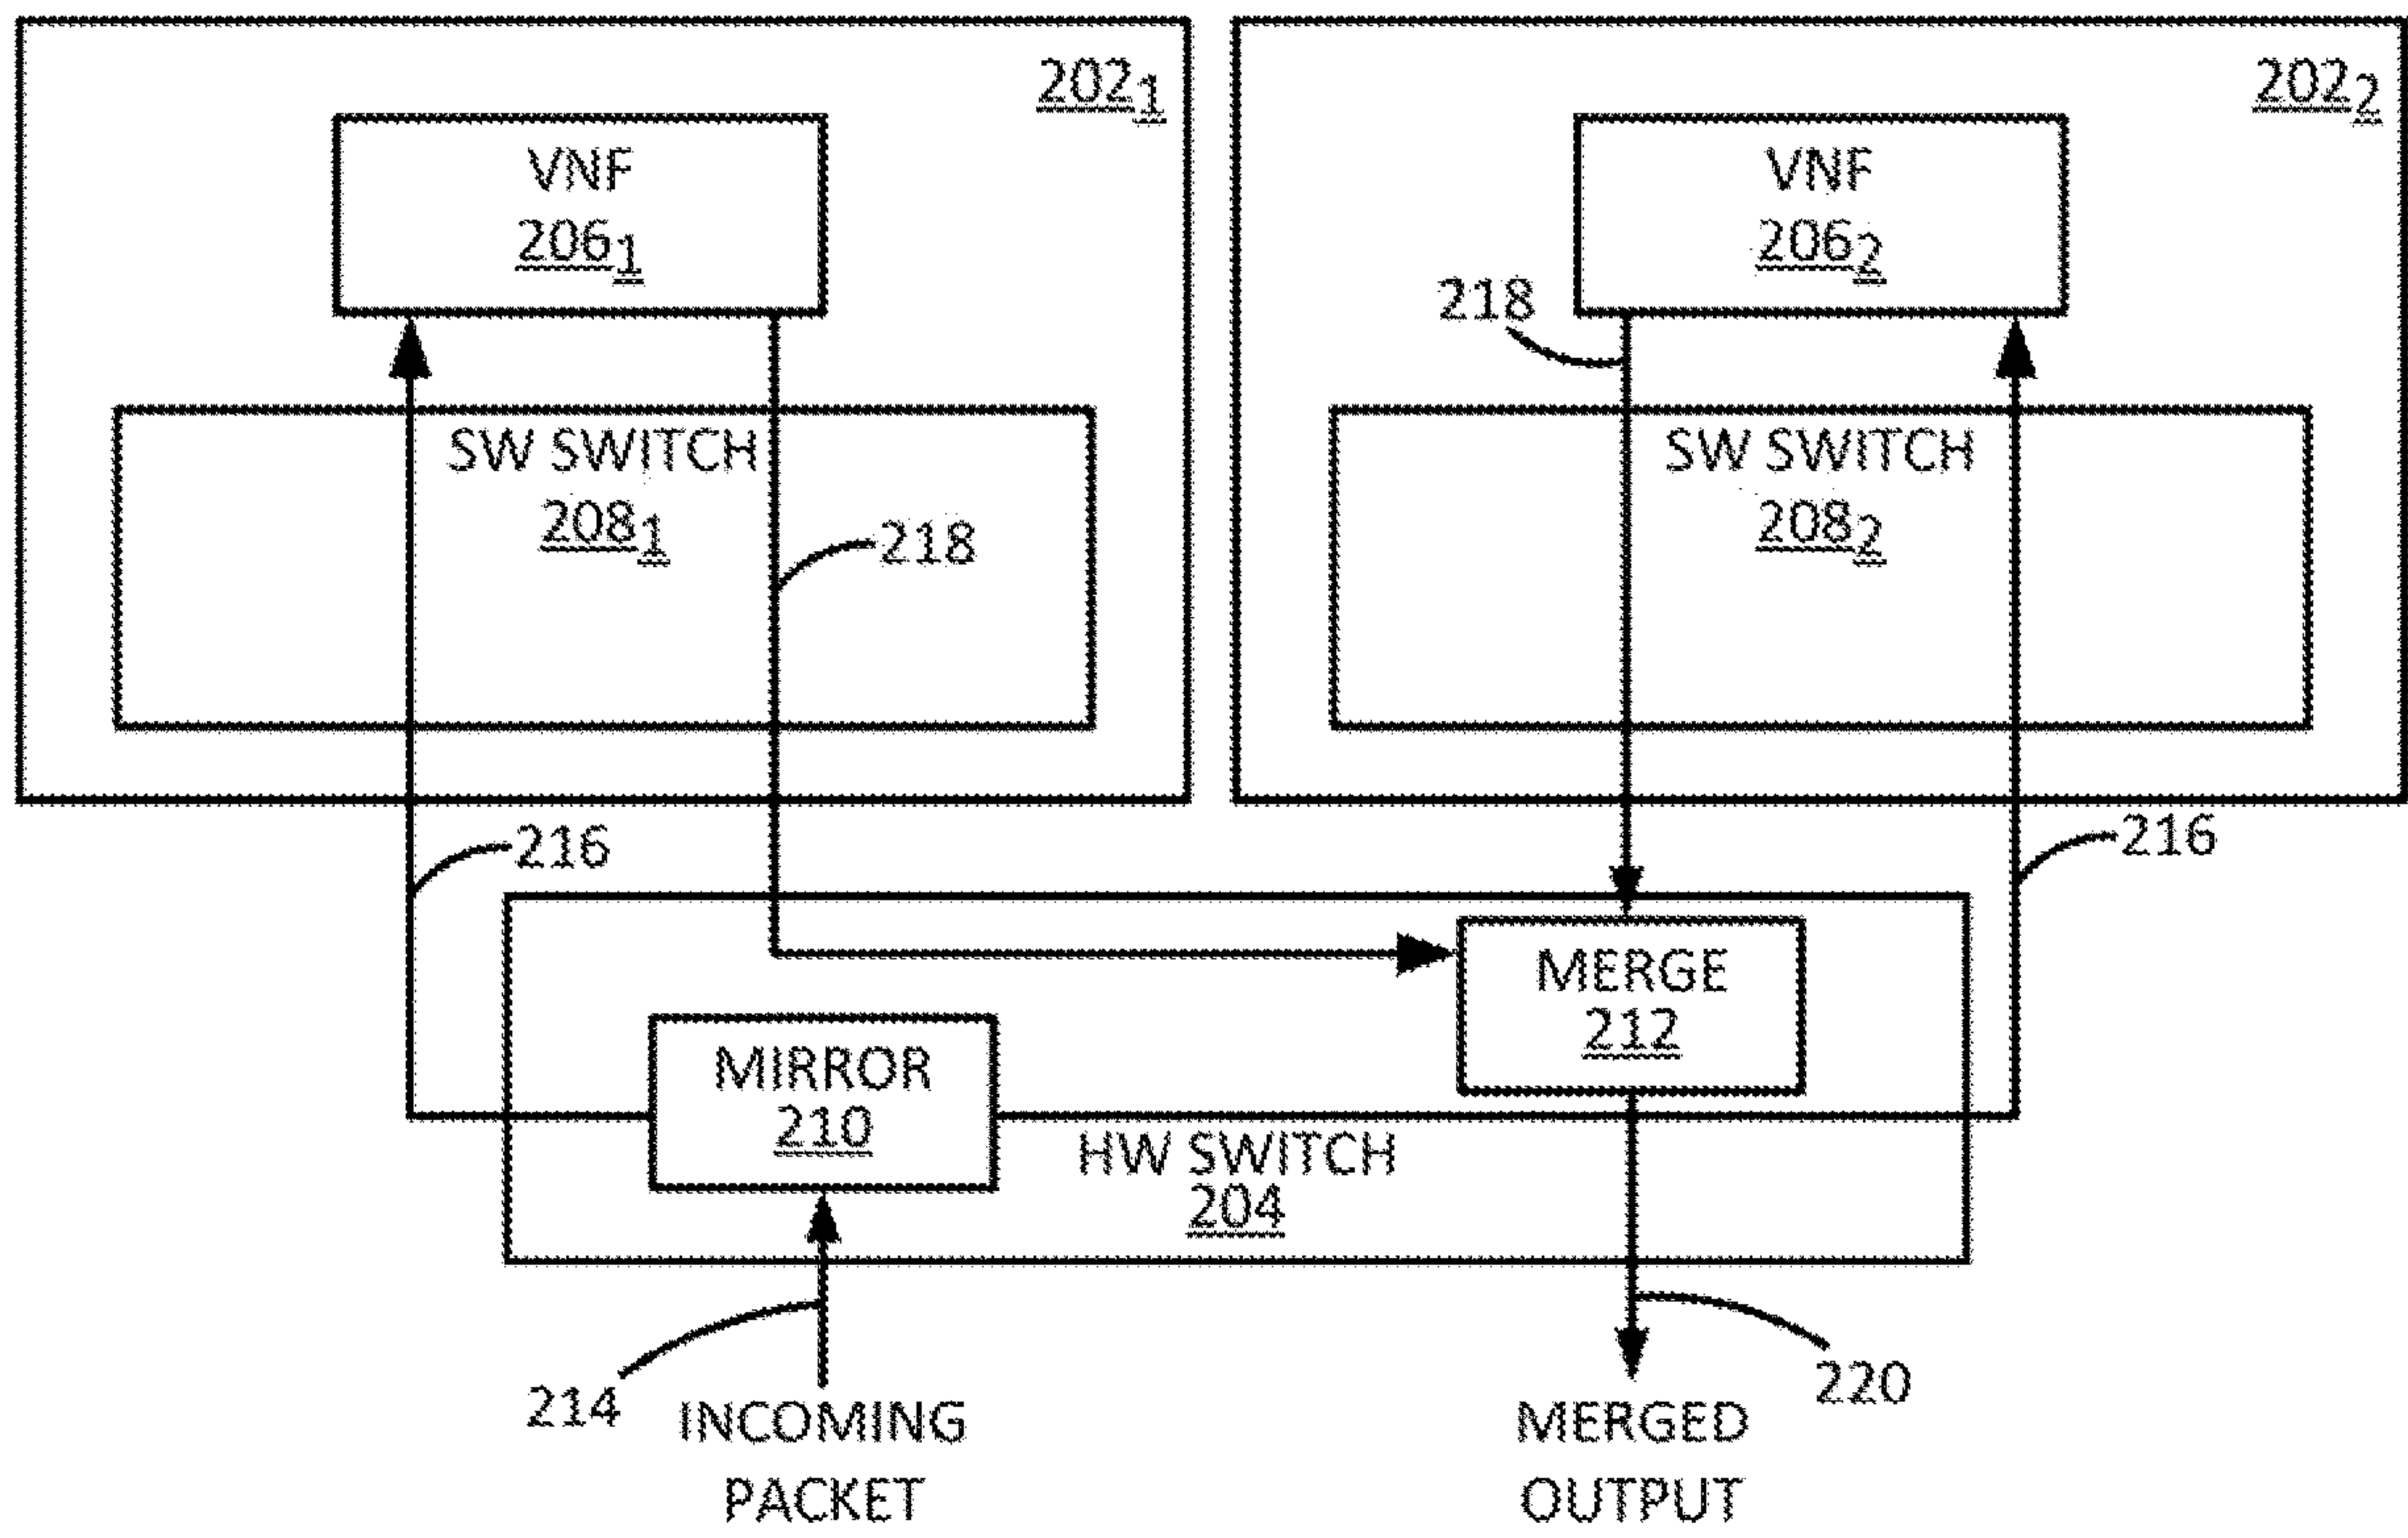 202₁
202₂
VNF
206₁
VNF
206₂
218
SW SWITCH
208₁
218
SW SWITCH
208₂
216
216
MERGE
212
MIRROR
210
HW SWITCH
204
214
INCOMING
PACKET
MERGED
OUTPUT
220